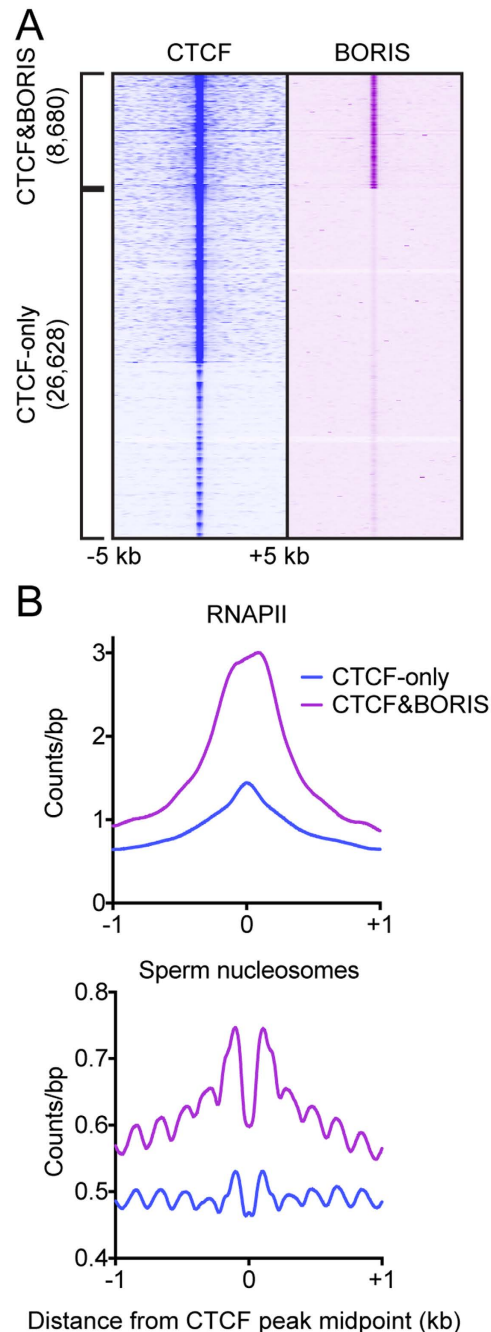 A
CTCF
BORIS
CTCF&BORIS
(8,680)
CTCF-only
(26,628)
-5 kb
+5 kb
B
RNAPII
3
2
1
0
Counts/bp
CTCF-only
CTCF&BORIS
-1
0
+1
Sperm nucleosomes
0.8
0.7
0.6
0.5
0.4
Counts/bp
-1
0
+1
Distance from CTCF peak midpoint (kb)